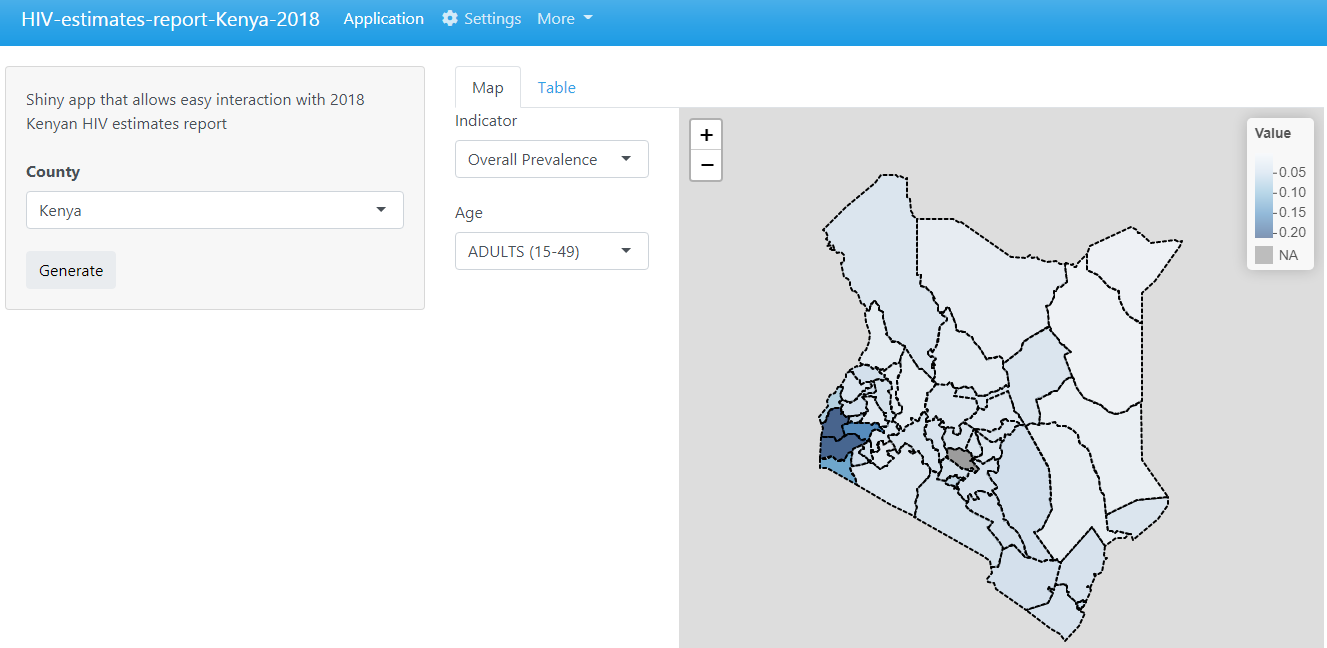 HIV-estimates-report-Kenya-2018 Application Settings More
Shiny app that allows easy interaction with 2018
Kenyan HIV estimates report
County
Kenya
Generate
Map Table
Indicator
Overall Prevalence
Age
ADULTS (15-49)
+
−
Value
0.05
0.10
0.15
0.20
NA